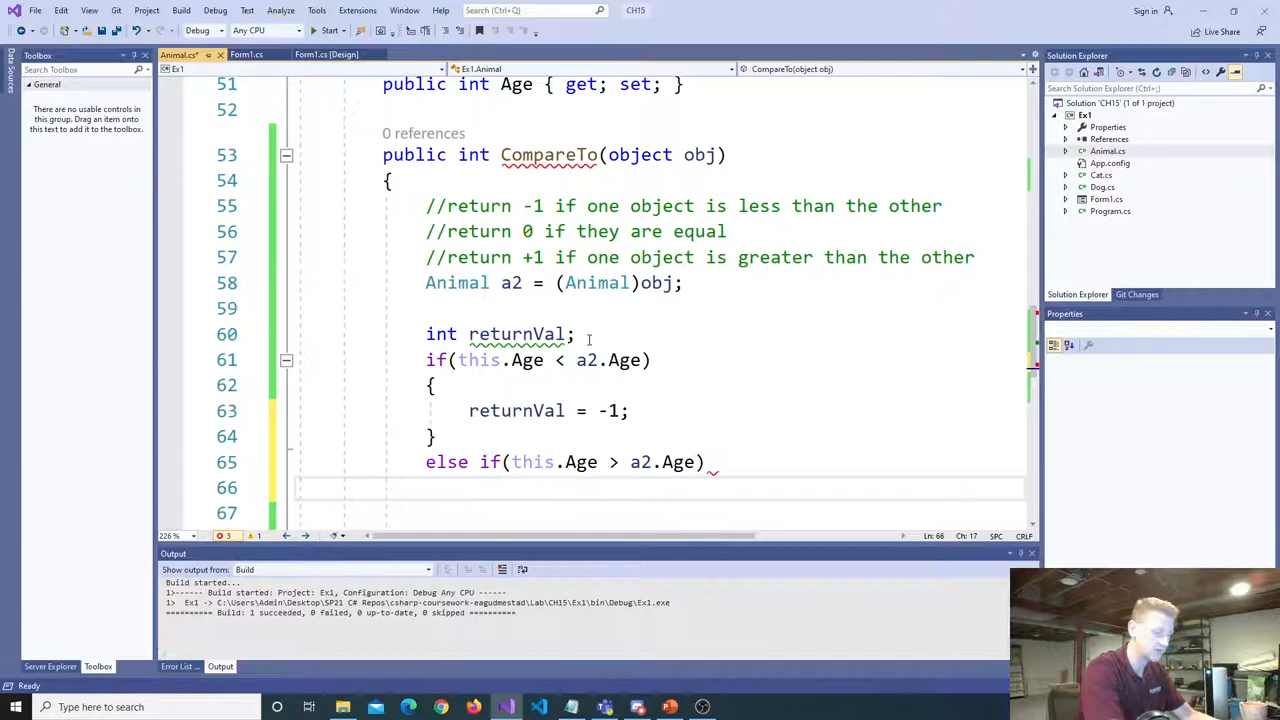 File Edit View Git Project Build Debug Test Analyze Tools Extensions Window Help Search (Ctrl+Q) CH15 Sign in
Debug Any CPU Start Live Share
Data Sources
Toolbox
Search Toolbox
General
There are no usable controls in
this group. Drag an item onto
this text to add it to the toolbox.
Animal.cs* Form1.cs Form1.cs [Design]
Ex1 Ex1.Animal CompareTo(object obj)
51 public int Age { get; set; }
52
0 references
53 public int CompareTo(object obj)
54 {
55 //return -1 if one object is less than the other
56 //return 0 if they are equal
57 //return +1 if one object is greater than the other
58 Animal a2 = (Animal)obj;
59
60 int returnVal;
61 if(this.Age < a2.Age)
62 {
63 returnVal = -1;
64 }
65 else if(this.Age > a2.Age)
66
67
226 % 3 1 Ln: 66 Ch: 17 SPC CRLF
Output
Show output from: Build
Build started...
1>------ Build started: Project: Ex1, Configuration: Debug Any CPU ------
1> Ex1 -> C:\Users\Admin\Desktop\SP21 C# Repos\csharp-coursework-eagudmestad\Lab\CH15\Ex1\bin\Debug\Ex1.exe
========== Build: 1 succeeded, 0 failed, 0 up-to-date, 0 skipped ==========
Server Explorer Toolbox Error List ... Output
Solution Explorer
Search Solution Explorer (Ctrl+;)
Solution 'CH15' (1 of 1 project)
Ex1
Properties
References
Animal.cs
App.config
Cat.cs
Dog.cs
Form1.cs
Program.cs
Solution Explorer Git Changes
Properties
Ready
Type here to search